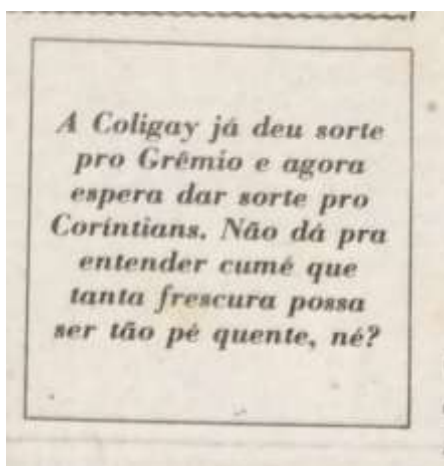 A Coligay já deu sorte
pro Grêmio e agora
espera dar sorte pro
Coríntians. Não dá pra
entender cumé que
tanta frescura possa
ser tão pé quente, né?